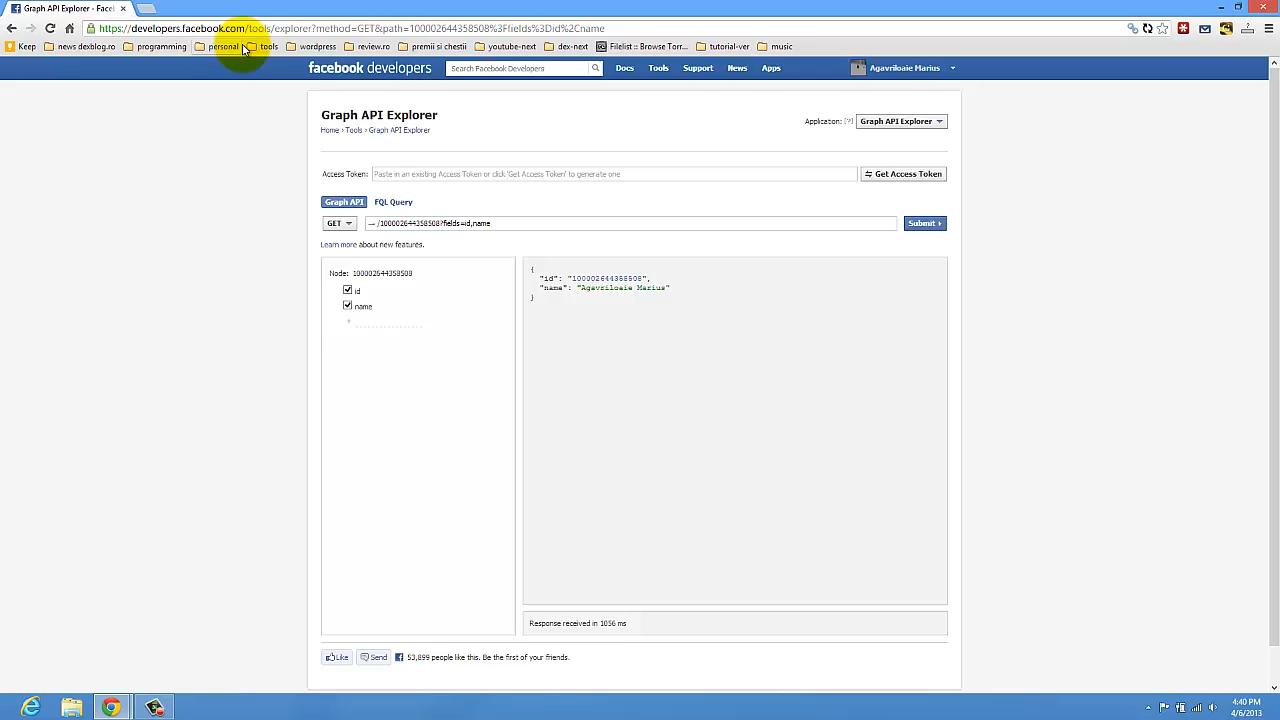 Graph API Explorer - Facel
https://developers.facebook.com/tools/explorer?method=GET&path=100002644358508%3Ffields%3Did%2Cname
Keep news dexblog.ro programming personal tools wordpress review.ro premii si chestii youtube-next dex-next Filelist :: Browse Torr... tutorial-ver music
facebook developers Search Facebook Developers Docs Tools Support News Apps Agavriloaie Marius
Graph API Explorer
Home › Tools › Graph API Explorer
Application: [?] Graph API Explorer
Access Token: Paste in an existing Access Token or click 'Get Access Token' to generate one Get Access Token
Graph API FQL Query
GET → /100002644358508?fields=id,name Submit
Learn more about new features.
Node: 100002644358508
id
name
+
{
"id": "100002644358508",
"name": "Agavriloaie Marius"
}
Response received in 1056 ms
Like Send 53,899 people like this. Be the first of your friends.
4:40 PM
4/6/2013